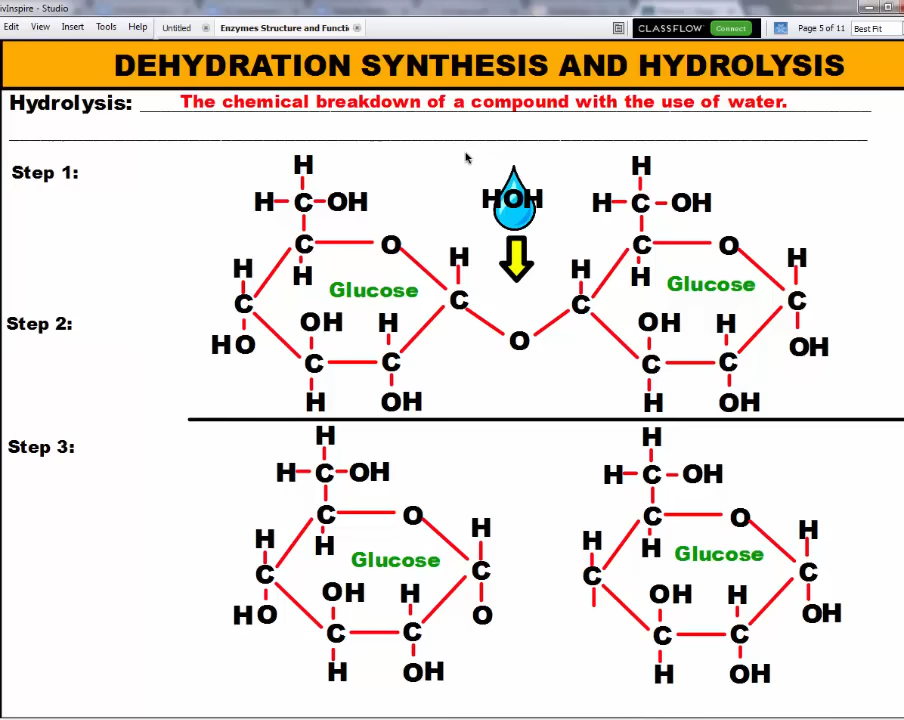 ivInspire - Studio
Edit View Insert Tools Help Untitled Enzymes Structure and Functi CLASSFLOW Connect Page 5 of 11 Best Fit
DEHYDRATION SYNTHESIS AND HYDROLYSIS
Hydrolysis: The chemical breakdown of a compound with the use of water.
Step 1:
H H
H C OH HOH H C OH
C O C O
H H H H H H
Glucose Glucose
C C C C
Step 2:
OH H OH H
HO O OH
C C C C
H OH H OH
Step 3:
H H
H C OH H C OH
C O C O
H H H H H H
Glucose Glucose
C C C C
OH H OH H
HO O OH
C C C C
H OH H OH